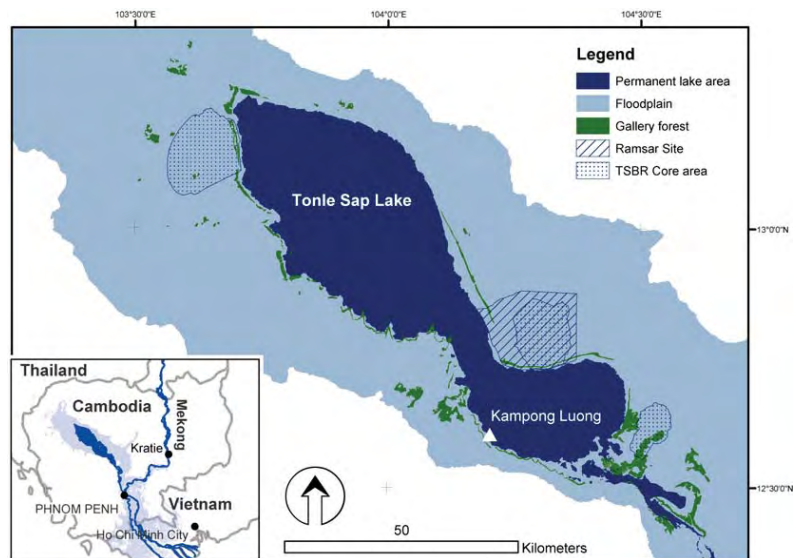 103°30'0"E
104°0'0"E
104°30'0"E
Legend
Permanent lake area
Floodplain
Gallery forest
Ramsar Site
TSBR Core area
Tonle Sap Lake
13°0'0"N
Kampong Luong
12°30'0"N
Thailand
Cambodia
Mekong
Kratie
PHNOM PENH
Vietnam
Ho Chi Minh City
50
Kilometers